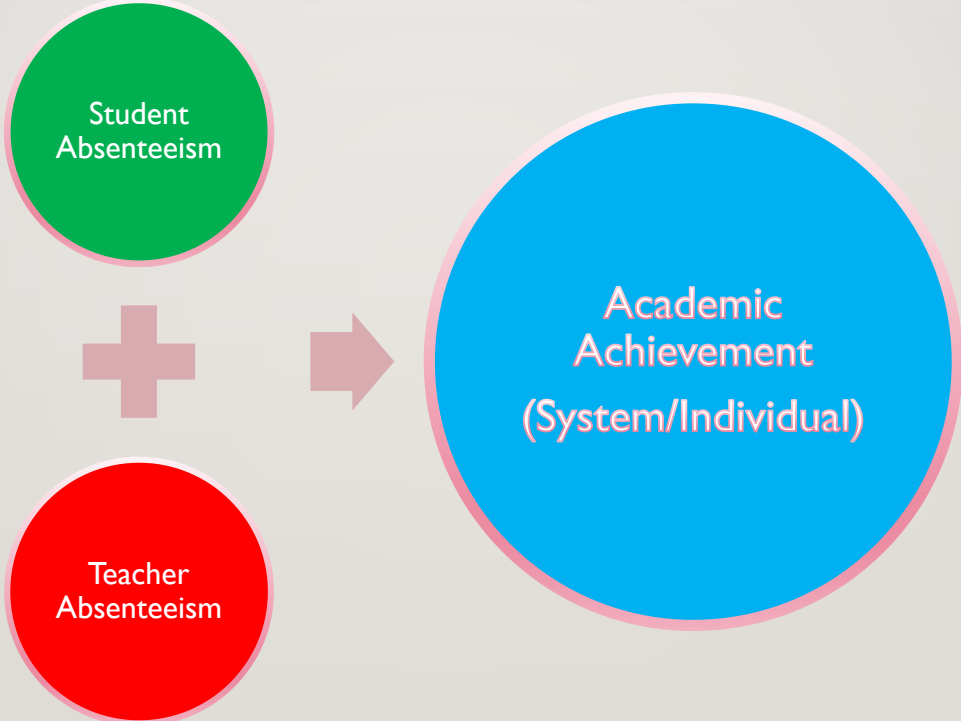 Student
Absenteeism
Teacher
Absenteeism
Academic
Achievement
(System/Individual)